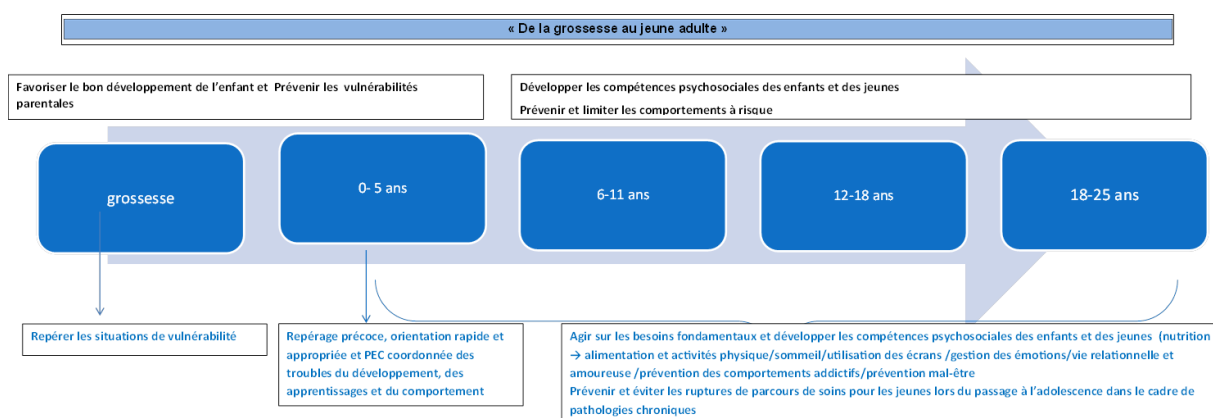 « De la grossesse au jeune adulte »
Favoriser le bon développement de l'enfant et Prévenir les vulnérabilités
parentales
Développer les compétences psychosociales des enfants et des jeunes
Prévenir et limiter les comportements à risque
grossesse
0- 5 ans
6-11 ans
12-18 ans
18-25 ans
Repérer les situations de vulnérabilité
Repérage précoce, orientation rapide et
appropriée et PEC coordonnée des
troubles du développement, des
apprentissages et du comportement
Agir sur les besoins fondamentaux et développer les compétences psychosociales des enfants et des jeunes (nutrition
→ alimentation et activités physique/sommeil/utilisation des écrans /gestion des émotions/vie relationnelle et
amoureuse /prévention des comportements addictifs/prévention mal-être
Prévenir et éviter les ruptures de parcours de soins pour les jeunes lors du passage à l'adolescence dans le cadre de
pathologies chroniques